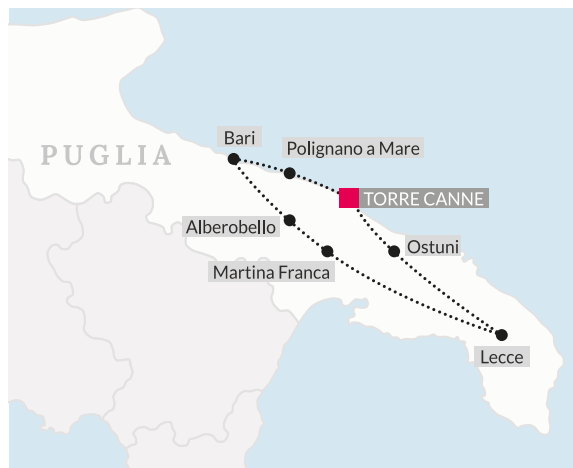 Bari
Polignano a Mare
PUGLIA
TORRE CANNE
Alberobello
Ostuni
Martina Franca
Lecce